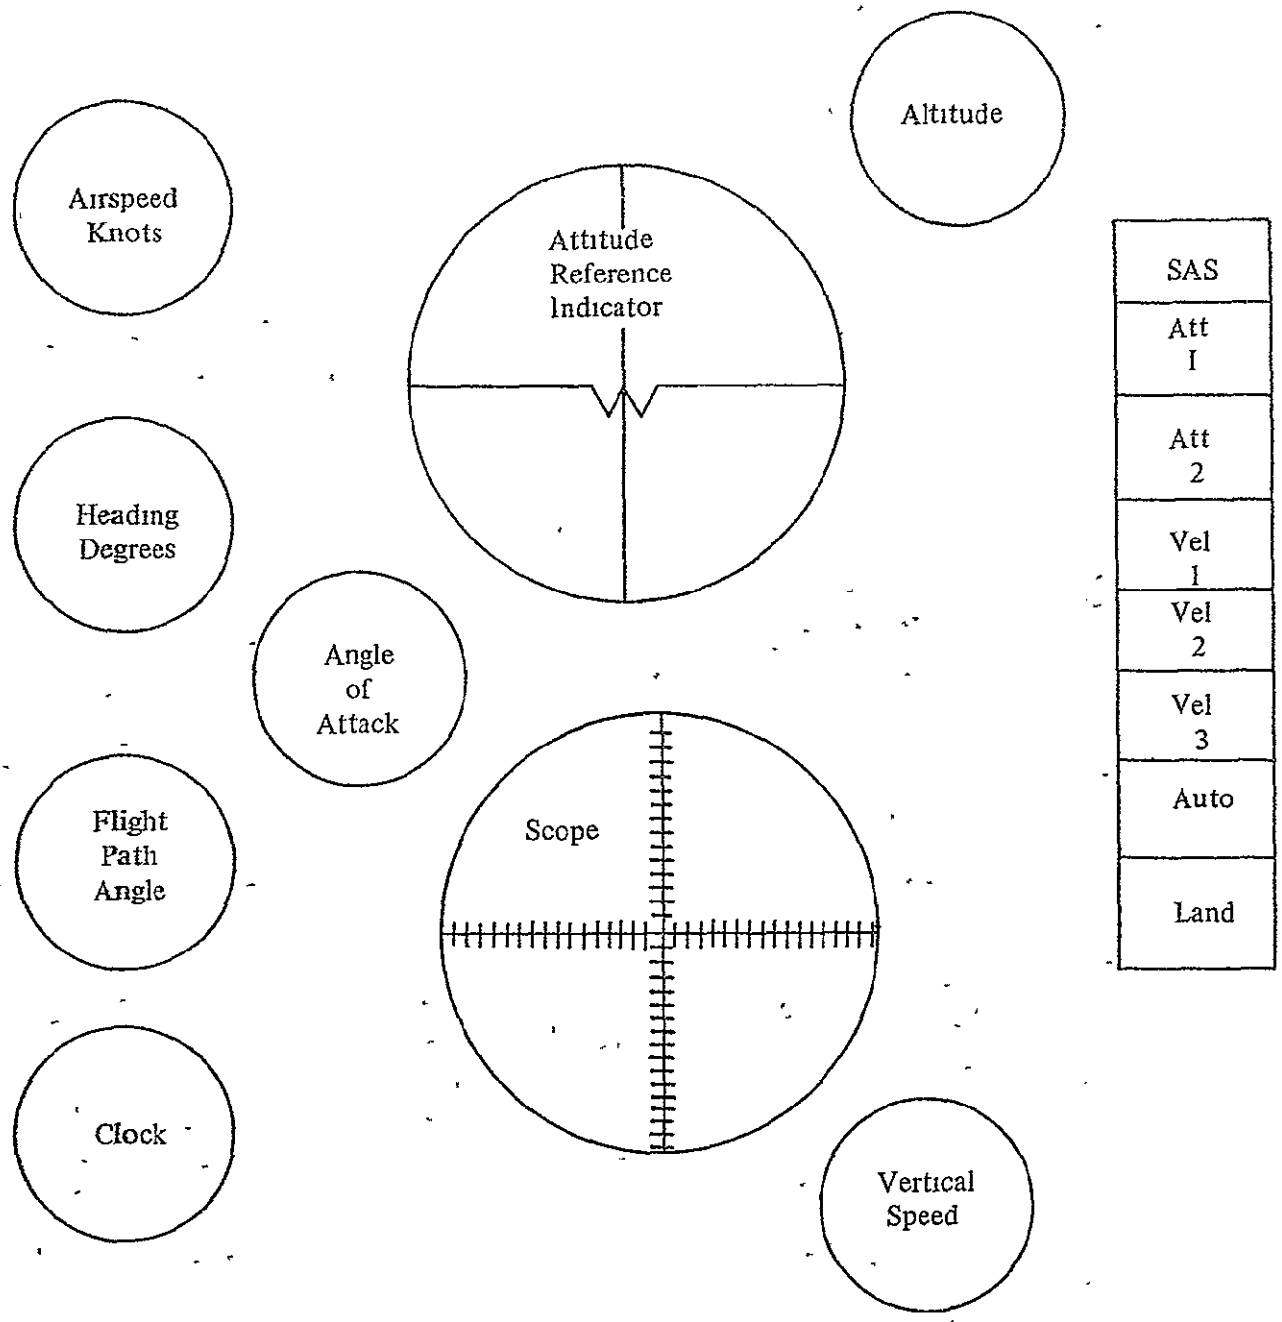 Altitude
Airspeed
Knots
Attitude
Reference
Indicator
SAS
Att
1
Att
2
Heading
Degrees
Vel
1
Vel
2
Angle
of
Attack
Vel
3
Auto
Flight
Path
Angle
Scope
Land
Clock
Vertical
Speed